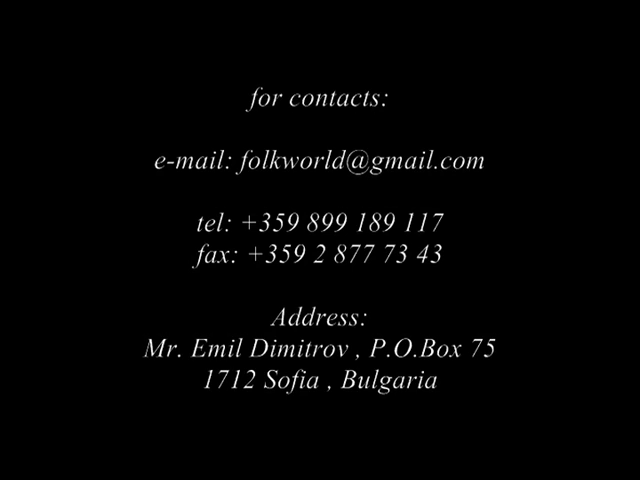 for contacts:
e-mail: folkworld@gmail.com
tel: +359 899 189 117
fax: +359 2 877 73 43
Address:
Mr. Emil Dimitrov , P.O.Box 75
1712 Sofia , Bulgaria